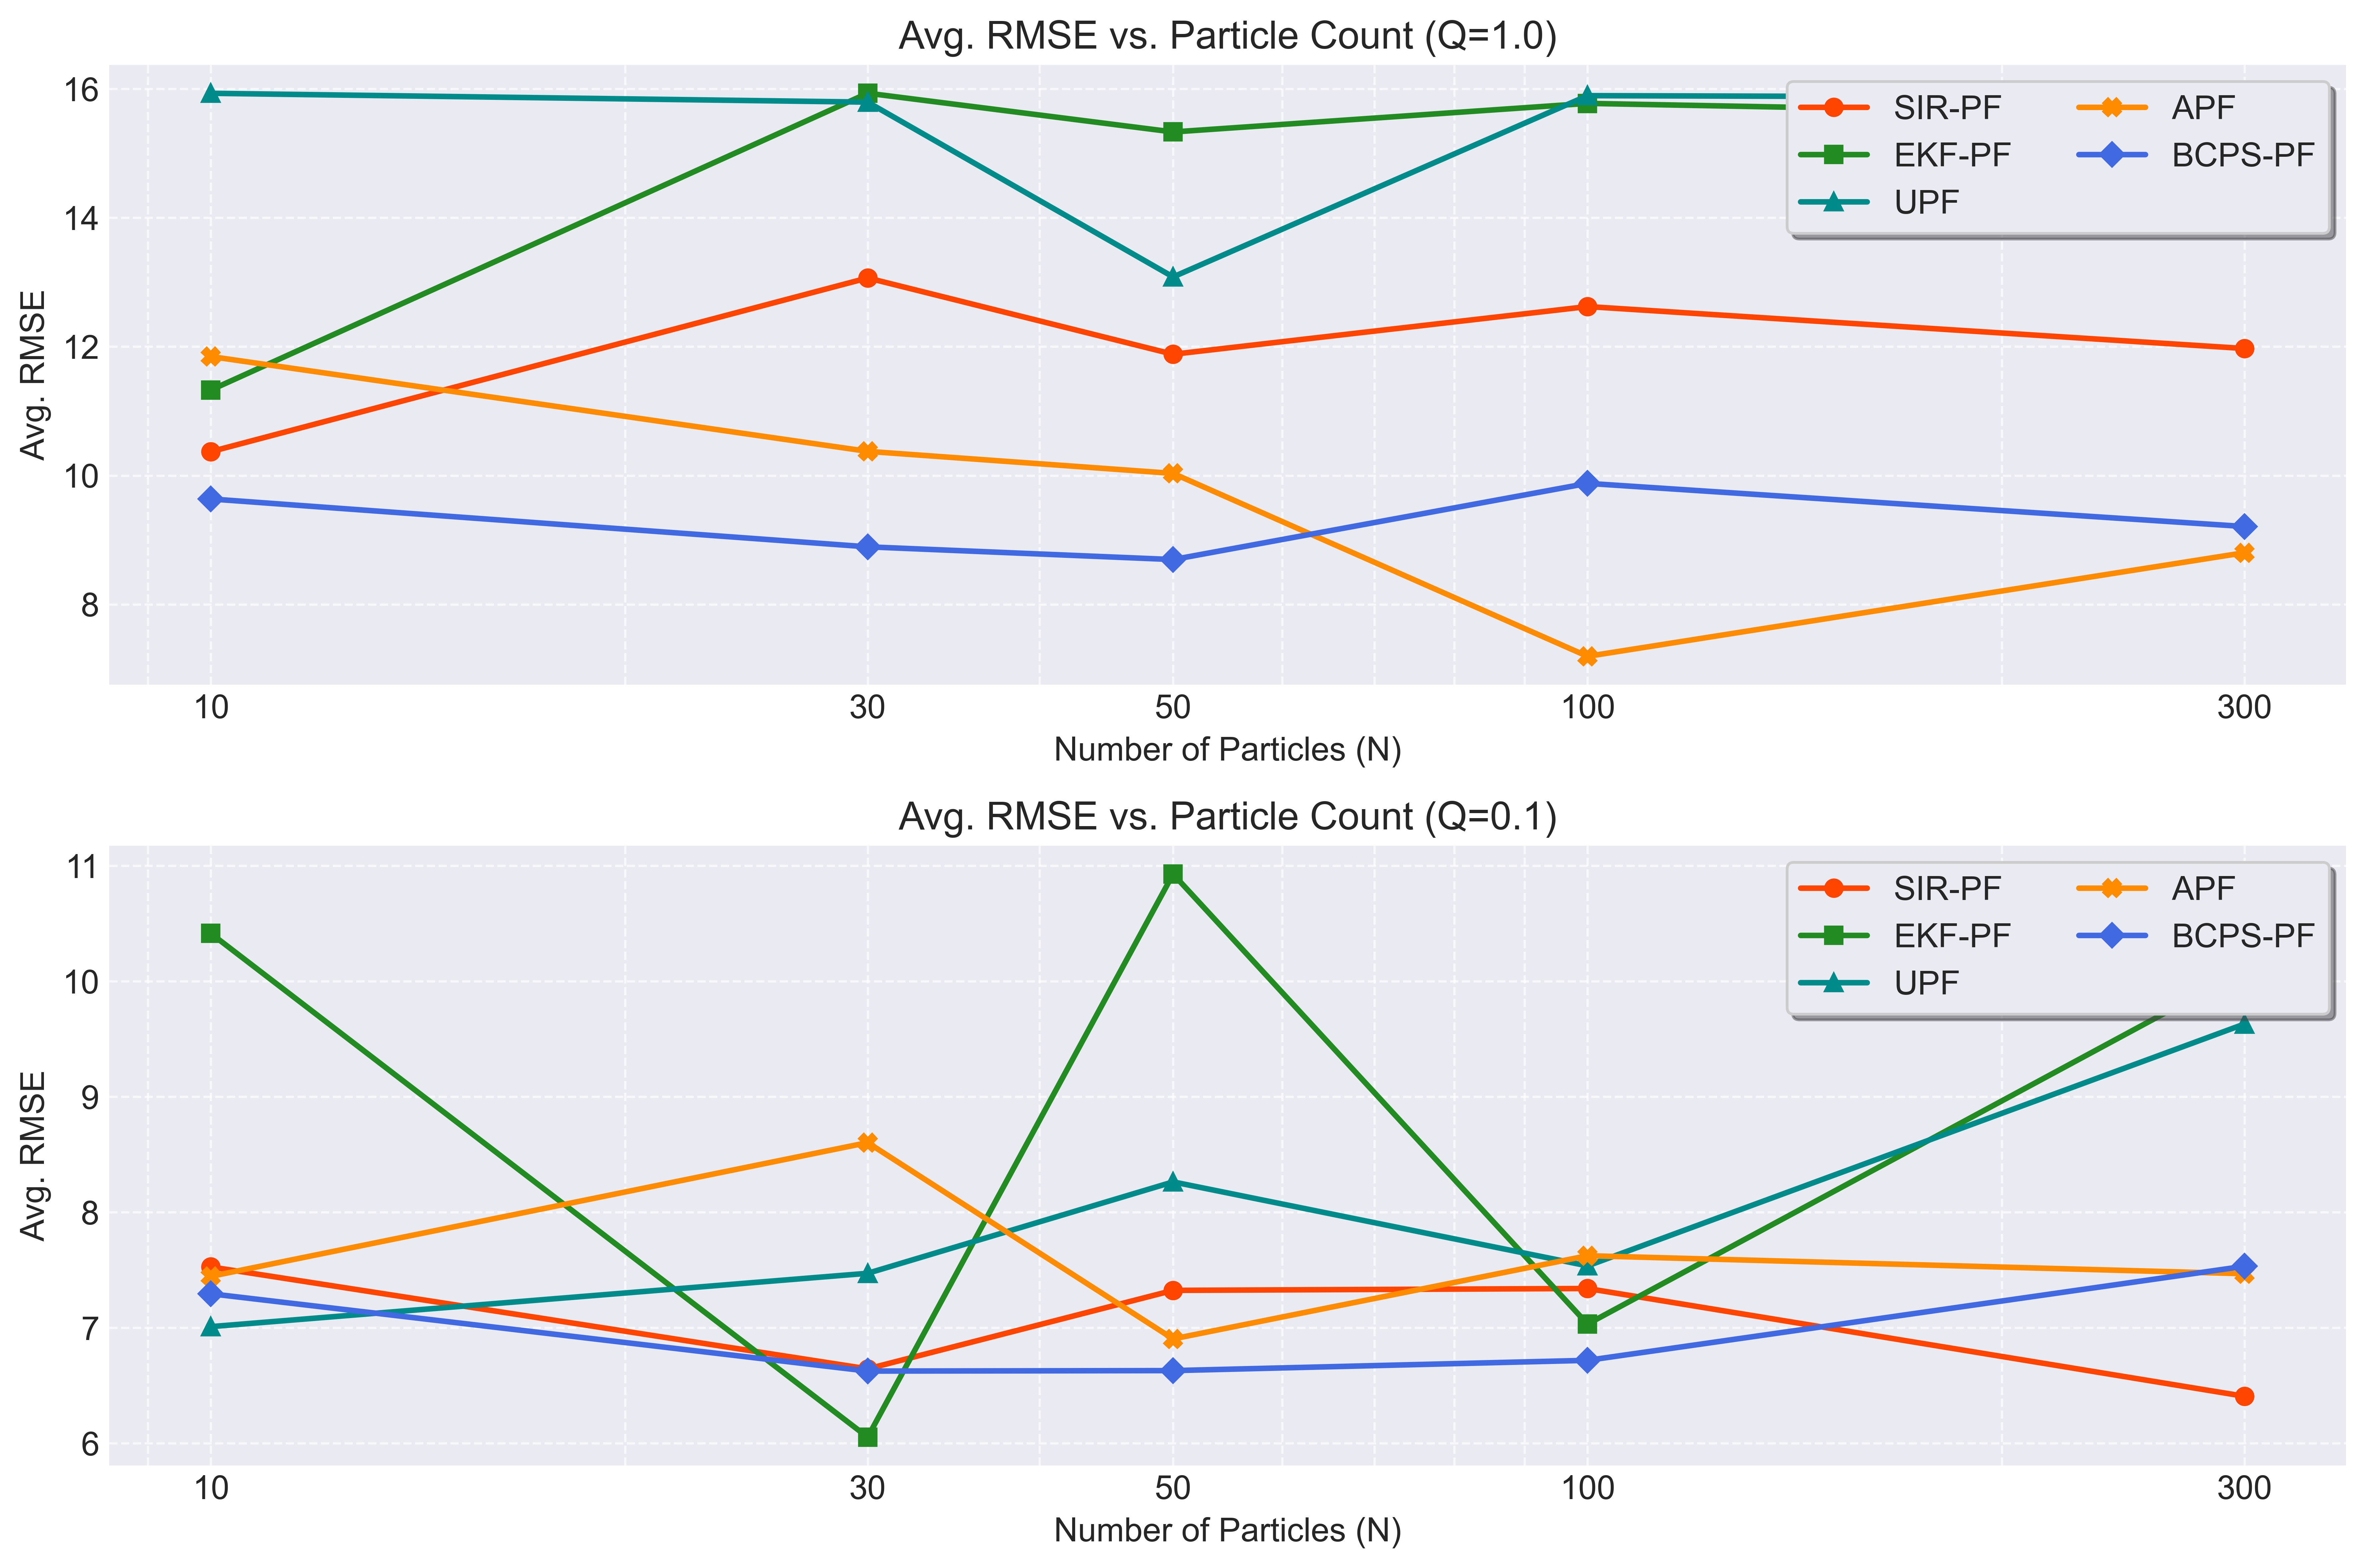 Avg. RMSE vs. Particle Count (Q=1.0)
Avg. RMSE
16
14
12
10
8
SIR-PF
EKF-PF
UPF
APF
BCPS-PF
10 30 50 100 300
Number of Particles (N)
Avg. RMSE vs. Particle Count (Q=0.1)
Avg. RMSE
11
10
9
8
7
6
SIR-PF
EKF-PF
UPF
APF
BCPS-PF
10 30 50 100 300
Number of Particles (N)